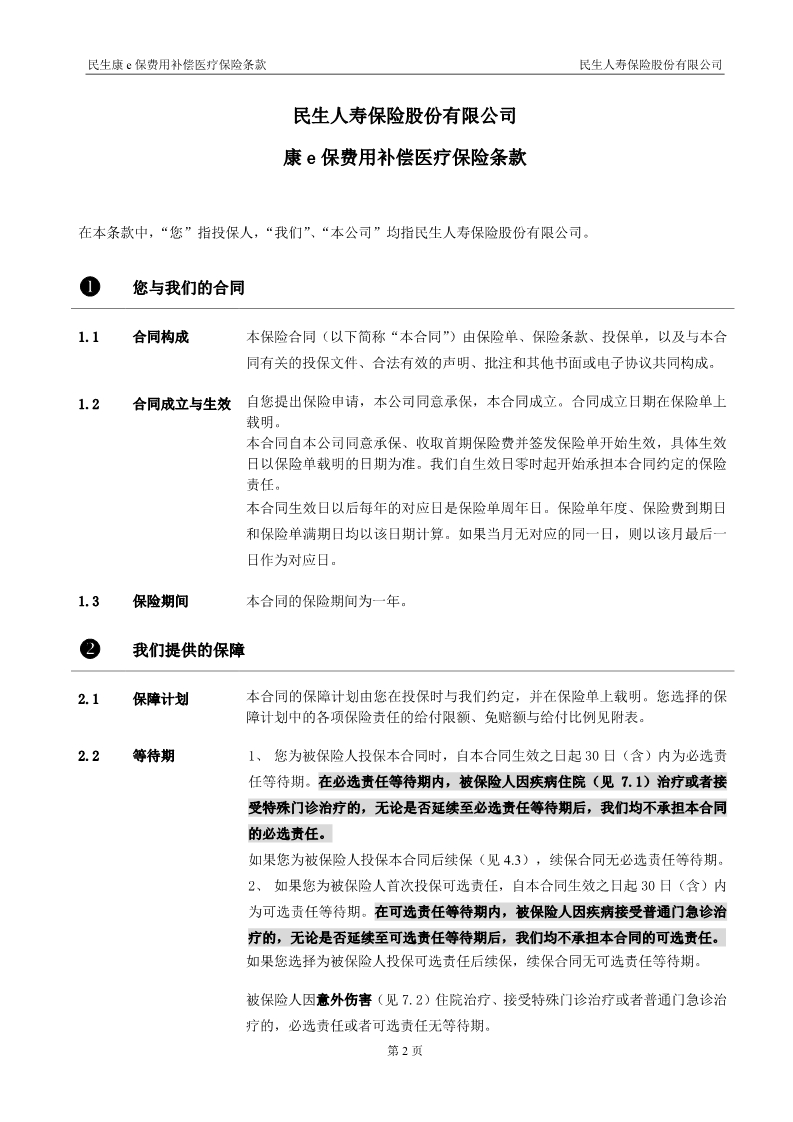 民生康 e 保费用补偿医疗保险条款 民生人寿保险股份有限公司
民生人寿保险股份有限公司
康 e 保费用补偿医疗保险条款
在本条款中，“您”指投保人，“我们”、“本公司”均指民生人寿保险股份有限公司。
❶ 您与我们的合同
1.1 合同构成 本保险合同（以下简称“本合同”）由保险单、保险条款、投保单，以及与本合
同有关的投保文件、合法有效的声明、批注和其他书面或电子协议共同构成。
1.2 合同成立与生效 自您提出保险申请，本公司同意承保，本合同成立。合同成立日期在保险单上
载明。
本合同自本公司同意承保、收取首期保险费并签发保险单开始生效，具体生效
日以保险单载明的日期为准。我们自生效日零时起开始承担本合同约定的保险
责任。
本合同生效日以后每年的对应日是保险单周年日。保险单年度、保险费到期日
和保险单满期日均以该日期计算。如果当月无对应的同一日，则以该月最后一
日作为对应日。
1.3 保险期间 本合同的保险期间为一年。
❷ 我们提供的保障
2.1 保障计划 本合同的保障计划由您在投保时与我们约定，并在保险单上载明。您选择的保
障计划中的各项保险责任的给付限额、免赔额与给付比例见附表。
2.2 等待期 1、 您为被保险人投保本合同时，自本合同生效之日起 30 日（含）内为必选责
任等待期。在必选责任等待期内，被保险人因疾病住院（见 7.1）治疗或者接
受特殊门诊治疗的，无论是否延续至必选责任等待期后，我们均不承担本合同
的必选责任。
如果您为被保险人投保本合同后续保（见 4.3），续保合同无必选责任等待期。
2、 如果您为被保险人首次投保可选责任，自本合同生效之日起 30 日（含）内
为可选责任等待期。在可选责任等待期内，被保险人因疾病接受普通门急诊治
疗的，无论是否延续至可选责任等待期后，我们均不承担本合同的可选责任。
如果您选择为被保险人投保可选责任后续保，续保合同无可选责任等待期。
被保险人因意外伤害（见 7.2）住院治疗、接受特殊门诊治疗或者普通门急诊治
疗的，必选责任或者可选责任无等待期。
第 2 页